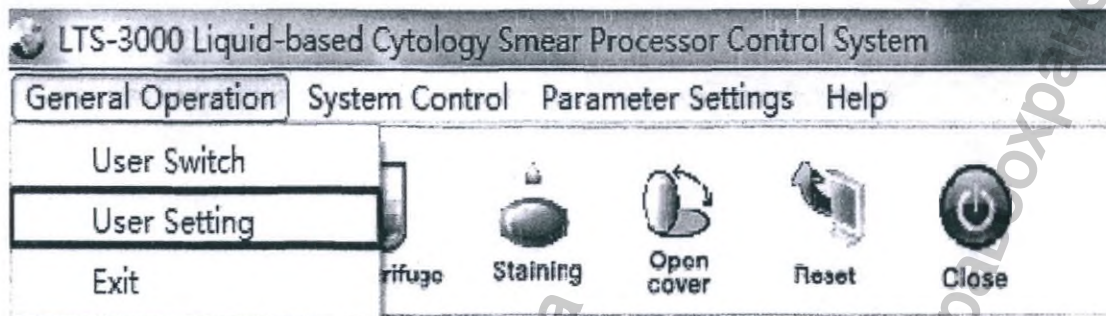 LTS-3000 Liquid-based Cytology Smear Processor Control System
General Operation System Control Parameter Settings Help
User Switch
User Setting
Exit
rifuge Staining Open cover Reset Close